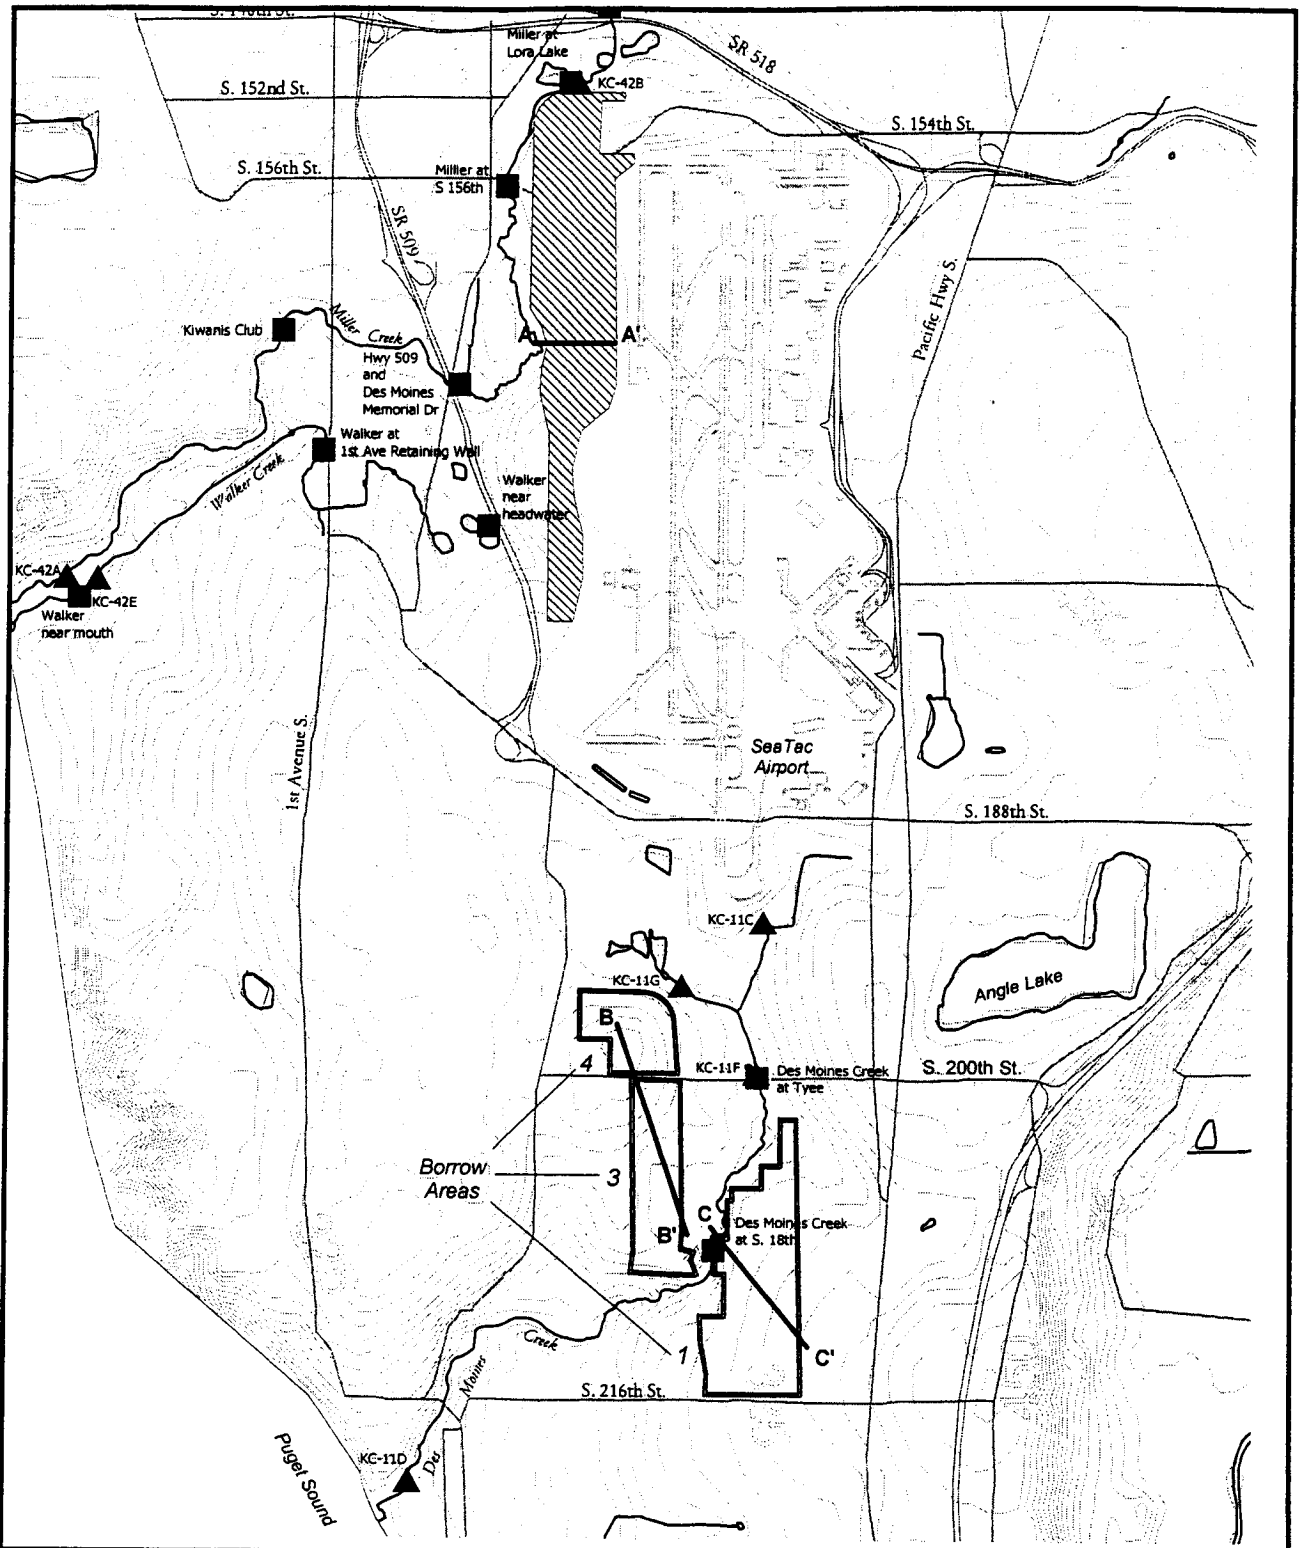 S. 146th St.
Miller at
Lora Lake
SR 518
KC-42B
S. 152nd St.
S. 154th St.
S. 156th St.
Milller at
S 156th
SR 509
Pacific Hwy S.
Kiwanis Club
Miller
Creek
A
A'
Hwy 509
and
Des Moines
Memorial Dr
Walker at
1st Ave Retaining Wall
Walker Creek
Walker
near
headwater
KC-42A
KC-42E
Walker
near mouth
1st Avenue S.
SeaTac
Airport
S. 188th St.
KC-11C
KC-11G
Angle Lake
B
4
KC-11F
Des Moines Creek
at Tyee
S. 200th St.
Borrow
Areas
3
C
B'
Des Moines Creek
at S. 18th
Creek
1
C'
Moines
S. 216th St.
Puget Sound
KC-11D
Des